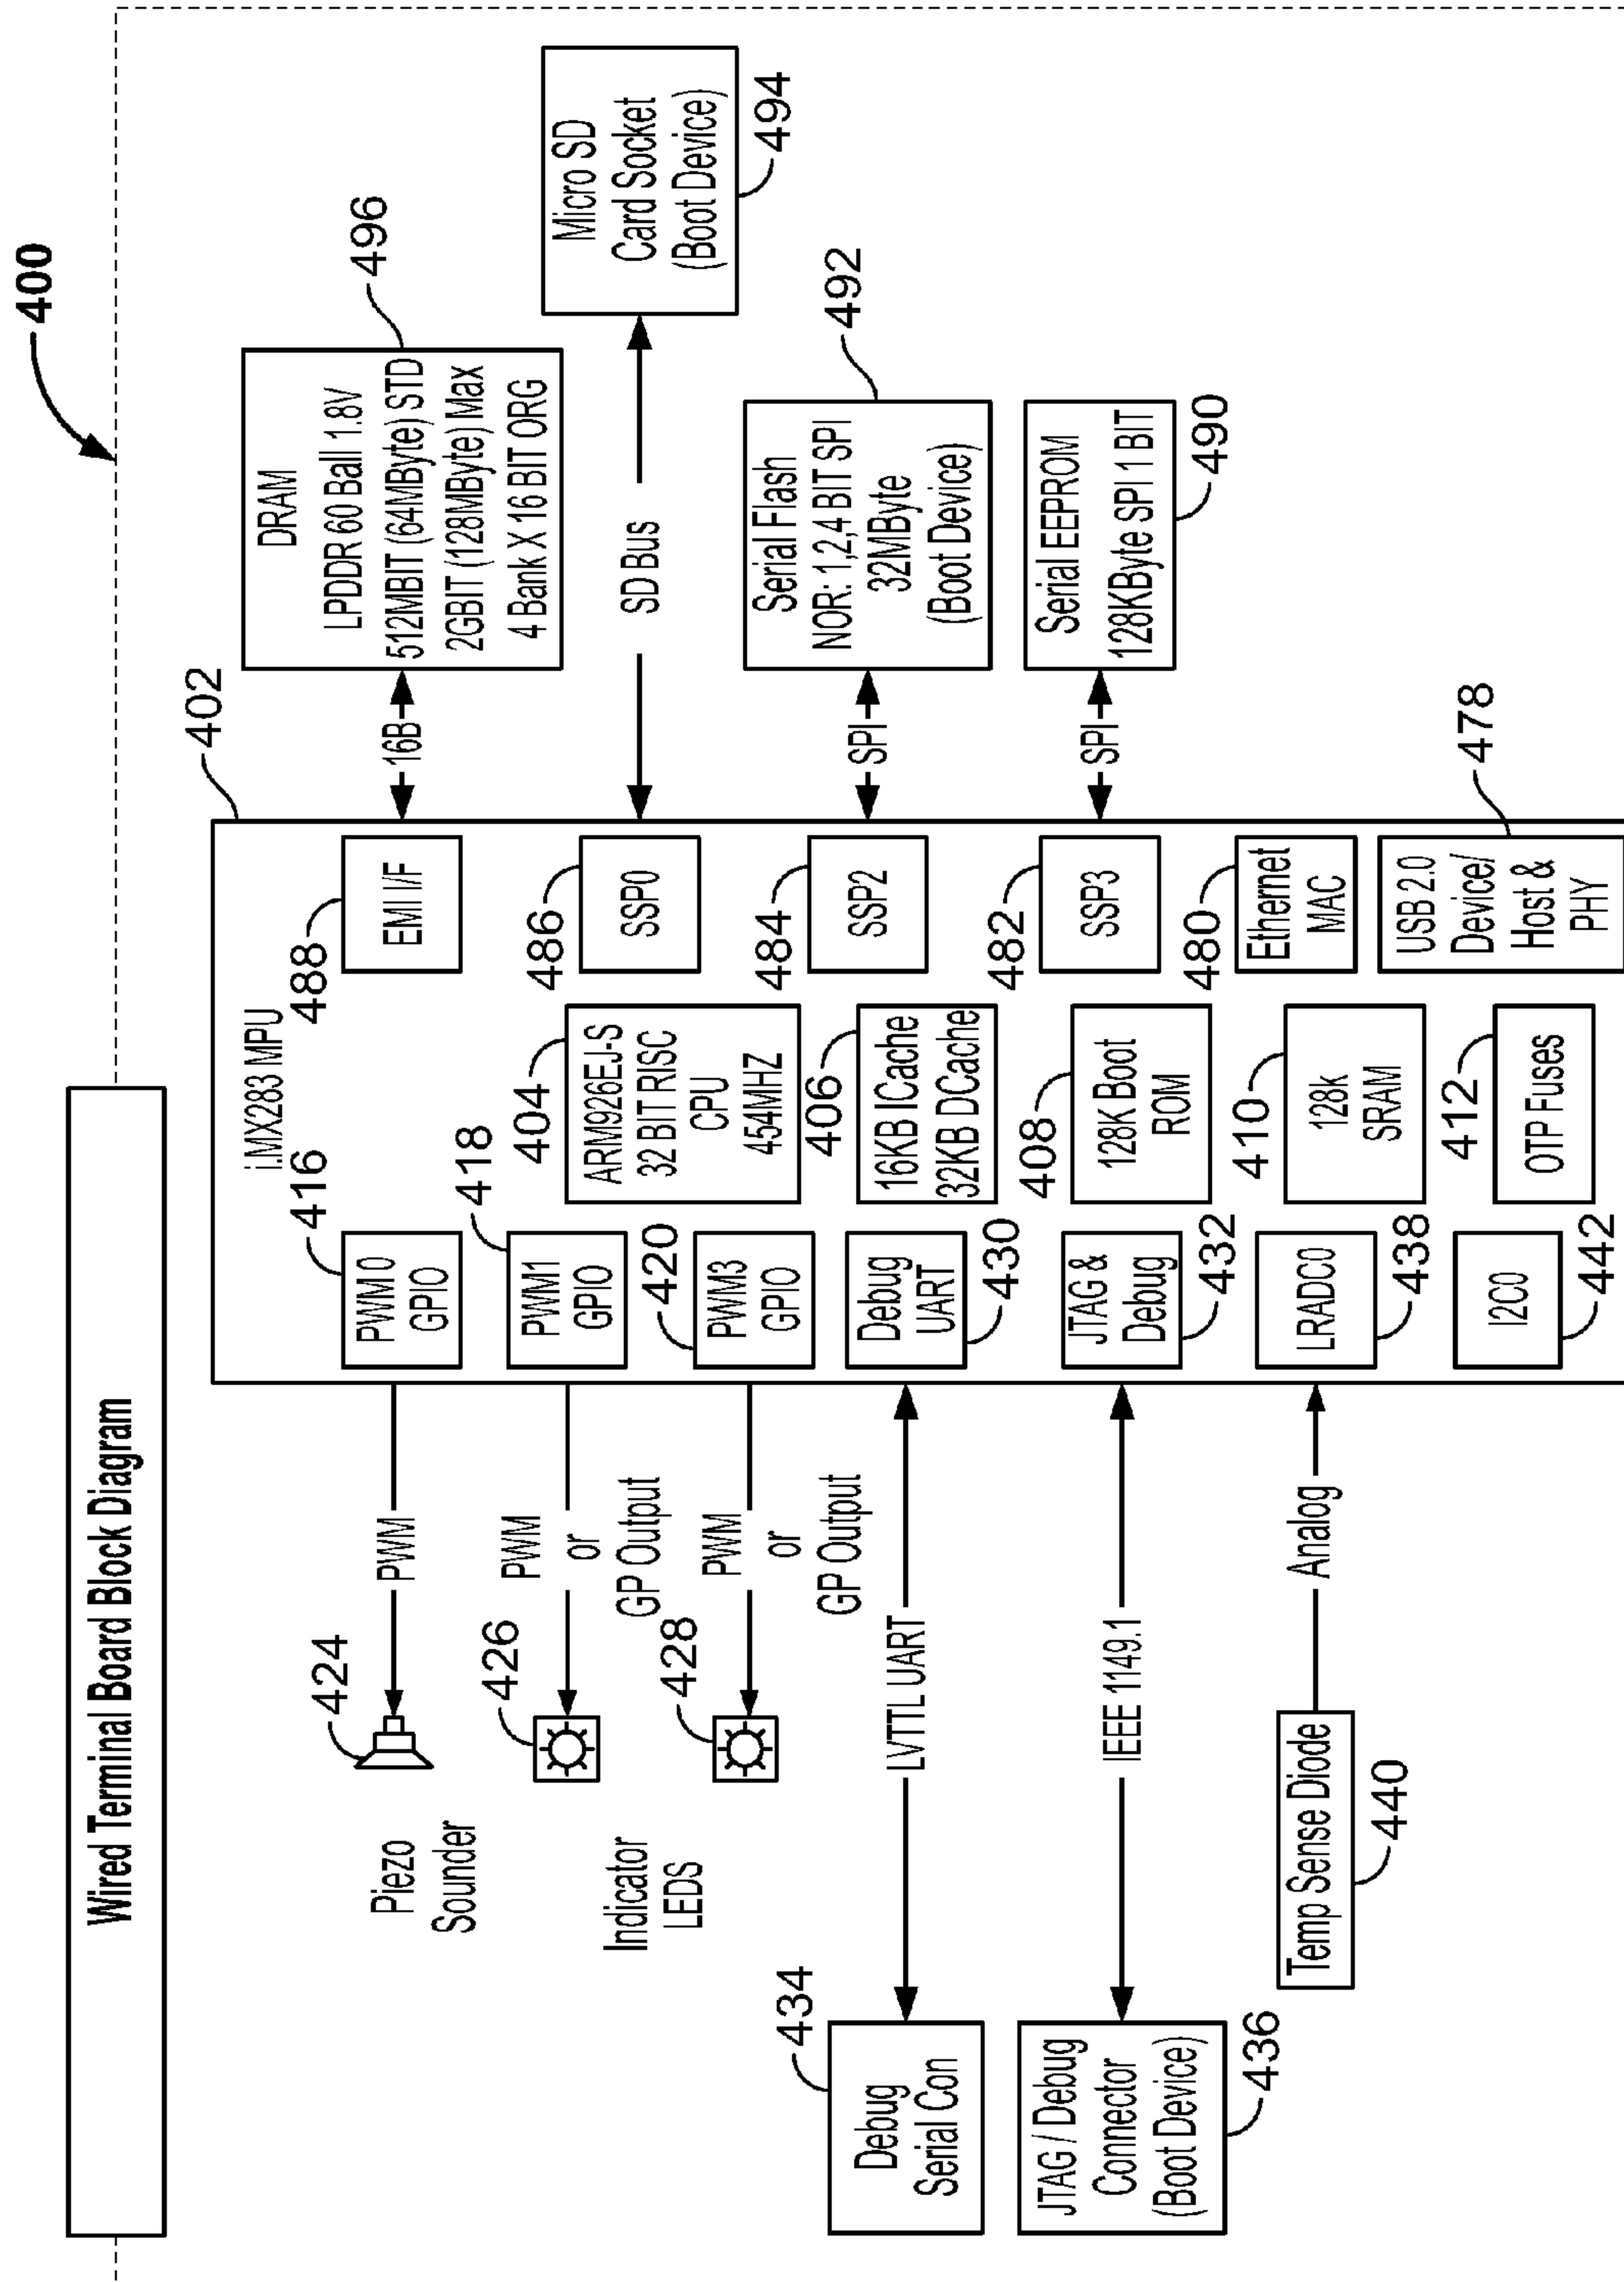 Wired Terminal Board Block Diagram
400
402
i.MX283 MPU
424
Piezo
Sounder
PWM
416
PWM 0
GPIO
426
Indicator
LEDS
PWM
or
GP Output
418
PWM1
GPIO
428
PWM
or
GP Output
420
PWM3
GPIO
434
Debug
Serial Con
LVTTL UART
Debug
UART
430
JTAG / Debug
Connector
(Boot Device)
436
IEEE 1149.1
JTAG &
Debug
432
Temp Sense Diode
440
Analog
LRADC0
438
I2C0
442
404
ARM926EJ-S
32 BIT RISC
CPU
454MHZ
406
16KB ICache
32KB DCache
408
128K Boot
ROM
410
128k
SRAM
412
OTP Fuses
488
EMI I/F
486
SSP0
484
SSP2
482
SSP3
480
Ethernet
MAC
478
USB 2.0
Device/
Host &
PHY
16B
DRAM
LPDDR 60 Ball 1.8V
512MBIT (64MByte) STD
2GBIT (128MByte) Max
4 Bank X 16 BIT ORG
496
SD Bus
Micro SD
Card Socket
(Boot Device)
494
SPI
Serial Flash
NOR: 1,2,4 BIT SPI
32MByte
(Boot Device)
492
SPI
Serial EEPROM
128KByte SPI 1 BIT
490